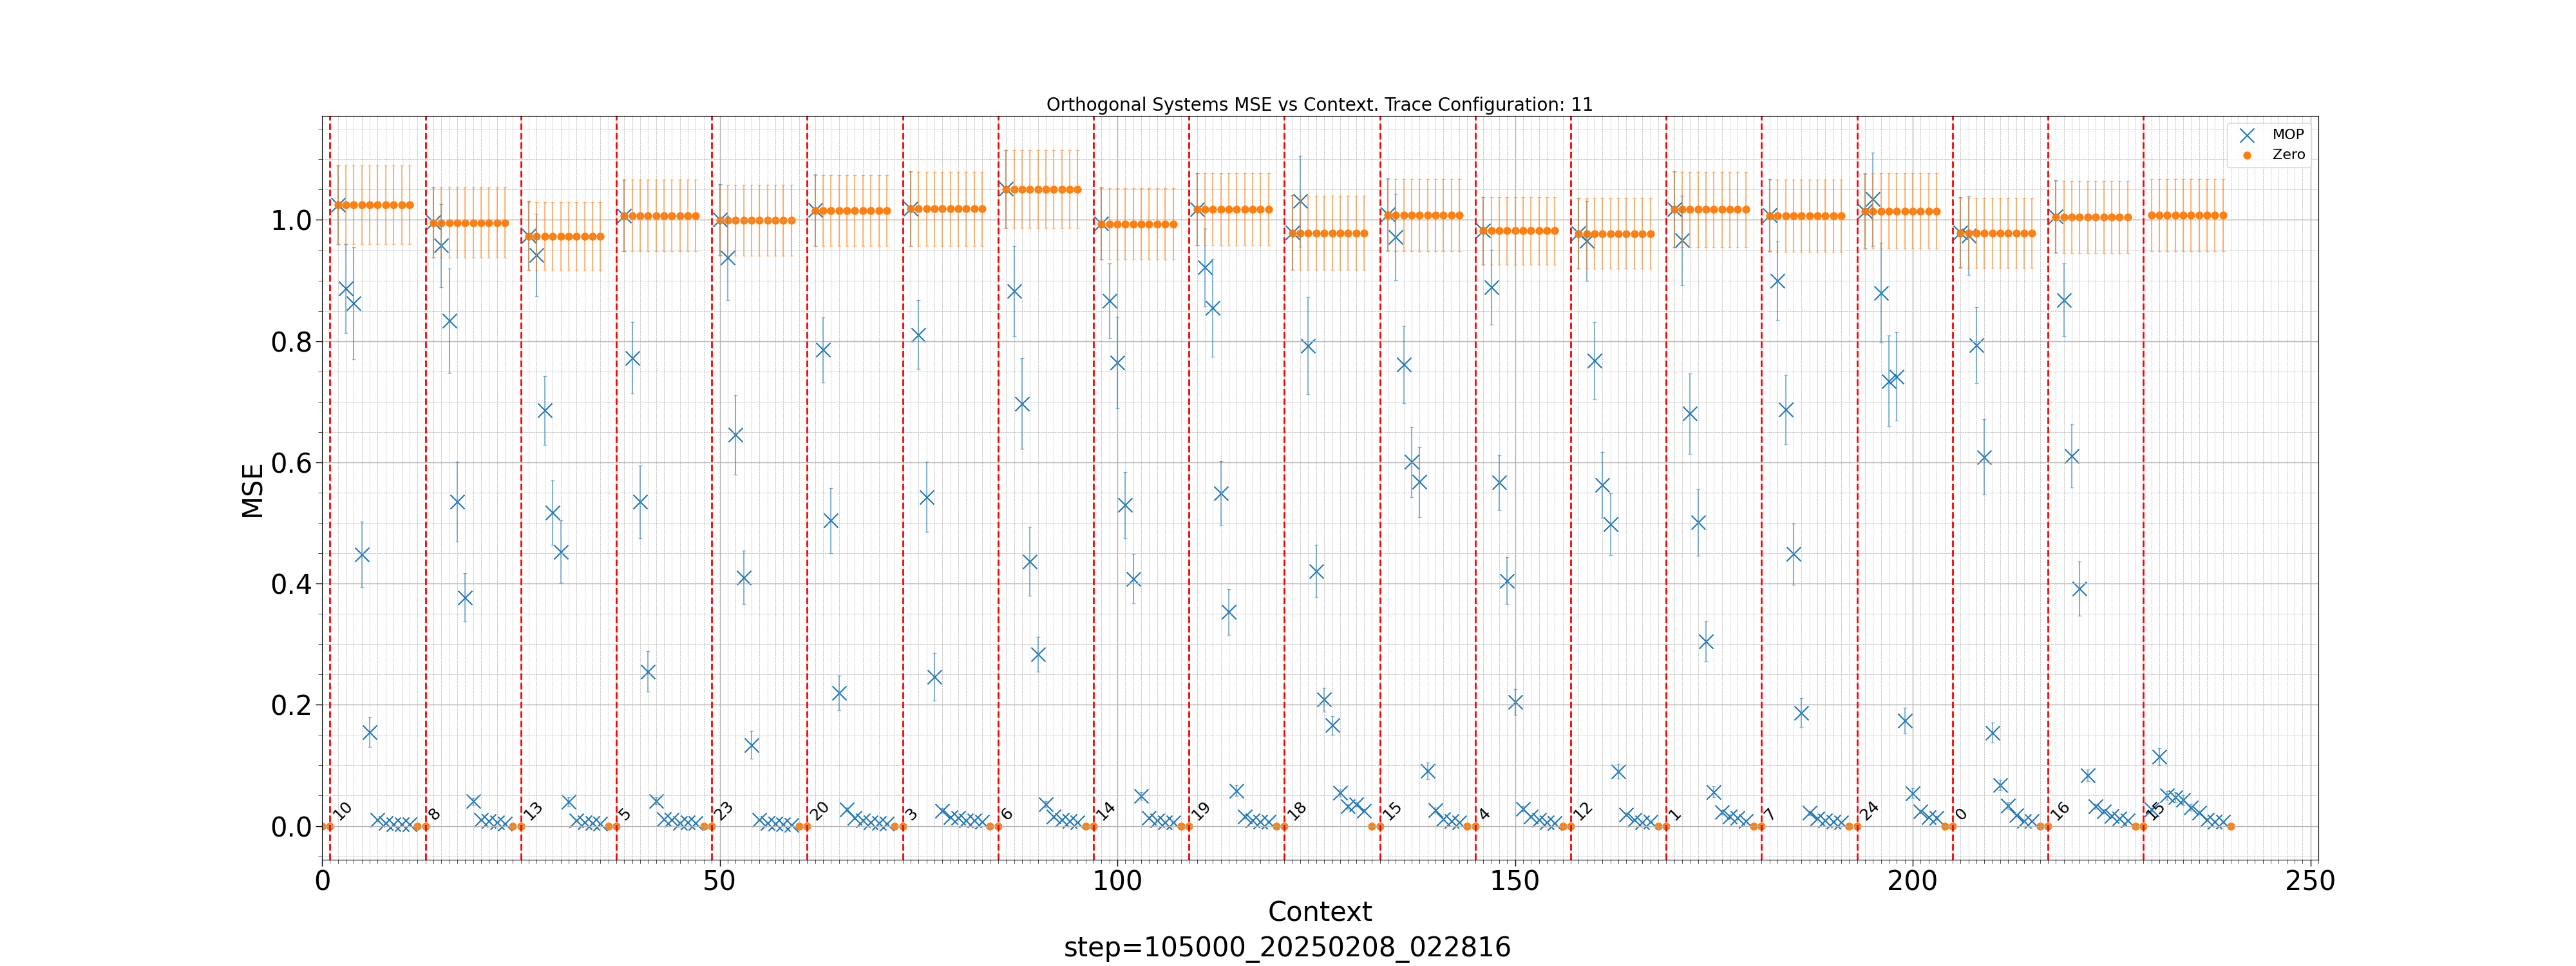 Orthogonal Systems MSE vs Context. Trace Configuration: 11
MOP
Zero
MSE
1.0
0.8
0.6
0.4
0.2
0.0
10 8 13 5 23 20 3 6 14 19 18 15 4 12 1 7 24 0 16 15
0 50 100 150 200 250
Context
step=105000_20250208_022816